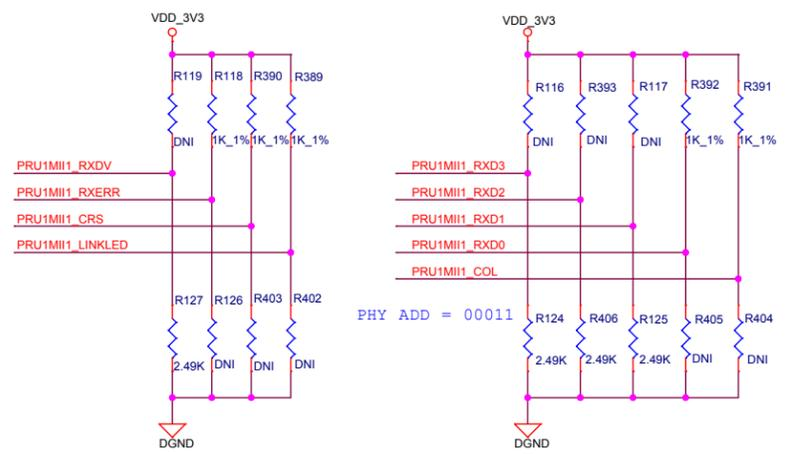 VDD_3V3
VDD_3V3
R119
R118
R390
R389
R116
R393
R117
R392
R391
DNI
1K_1%
1K_1%
1K_1%
DNI
DNI
DNI
1K_1%
1K_1%
PRU1MII1_RXDV
PRU1MII1_RXD3
PRU1MII1_RXERR
PRU1MII1_RXD2
PRU1MII1_CRS
PRU1MII1_RXD1
PRU1MII1_LINKLED
PRU1MII1_RXD0
PRU1MII1_COL
R127
R126
R403
R402
PHY ADD = 00011
R124
R406
R125
R405
R404
2.49K
DNI
DNI
DNI
2.49K
2.49K
2.49K
DNI
DNI
DGND
DGND